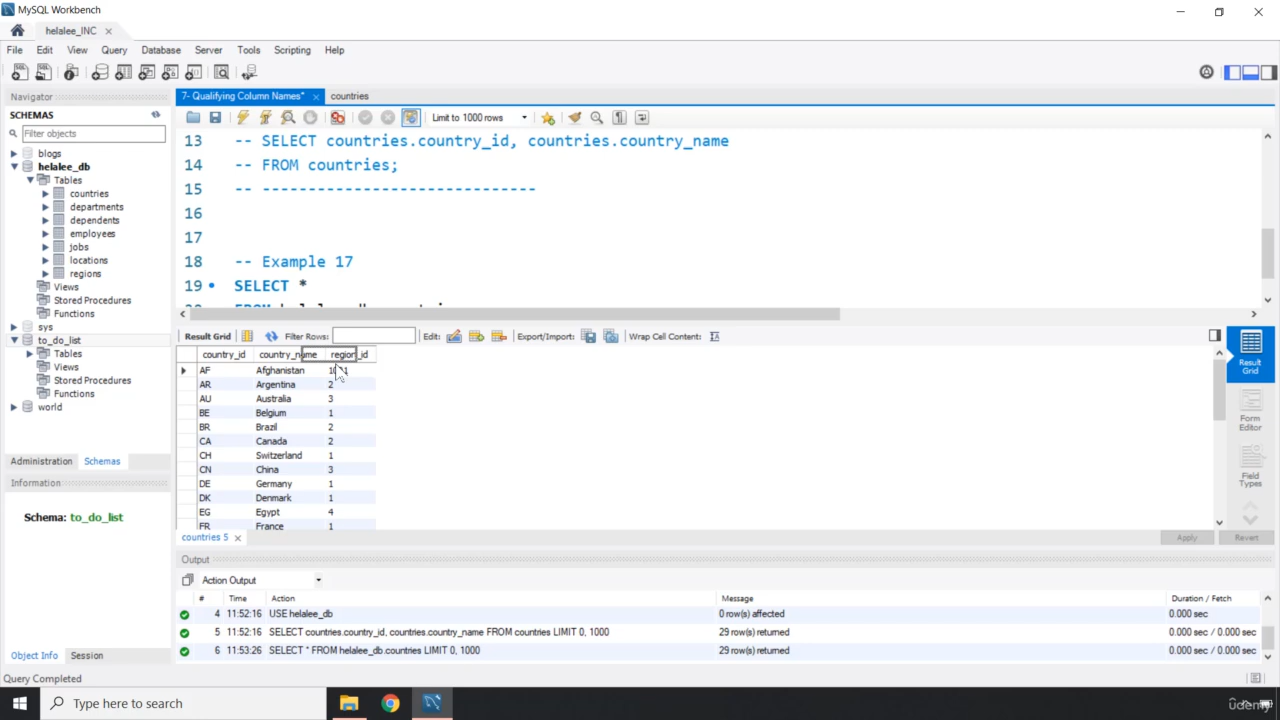 MySQL Workbench
helalee_INC
File Edit View Query Database Server Tools Scripting Help
Navigator
SCHEMAS
Filter objects
blogs
helalee_db
Tables
countries
departments
dependents
employees
jobs
locations
regions
Views
Stored Procedures
Functions
sys
to_do_list
Tables
Views
Stored Procedures
Functions
world
Administration Schemas
Information
Schema: to_do_list
Object Info Session
Query Completed
7- Qualifying Column Names* countries
Limit to 1000 rows
13 -- SELECT countries.country_id, countries.country_name
14 -- FROM countries;
15 -- ------------------------------
16
17
18 -- Example 17
19 SELECT *
Result Grid Filter Rows: Edit: Export/Import: Wrap Cell Content:
country_id country_name region_id
AF Afghanistan
AR Argentina 2
AU Australia 3
BE Belgium 1
BR Brazil 2
CA Canada 2
CH Switzerland 1
CN China 3
DE Germany 1
DK Denmark 1
EG Egypt 4
FR France 1
Result Grid
Form Editor
Field Types
countries 5
Apply Revert
Output
Action Output
# Time Action Message Duration / Fetch
4 11:52:16 USE helalee_db 0 row(s) affected 0.000 sec
5 11:52:16 SELECT countries.country_id, countries.country_name FROM countries LIMIT 0, 1000 29 row(s) returned 0.000 sec / 0.000 sec
6 11:53:26 SELECT * FROM helalee_db.countries LIMIT 0, 1000 29 row(s) returned 0.000 sec / 0.000 sec
Type here to search
udemy